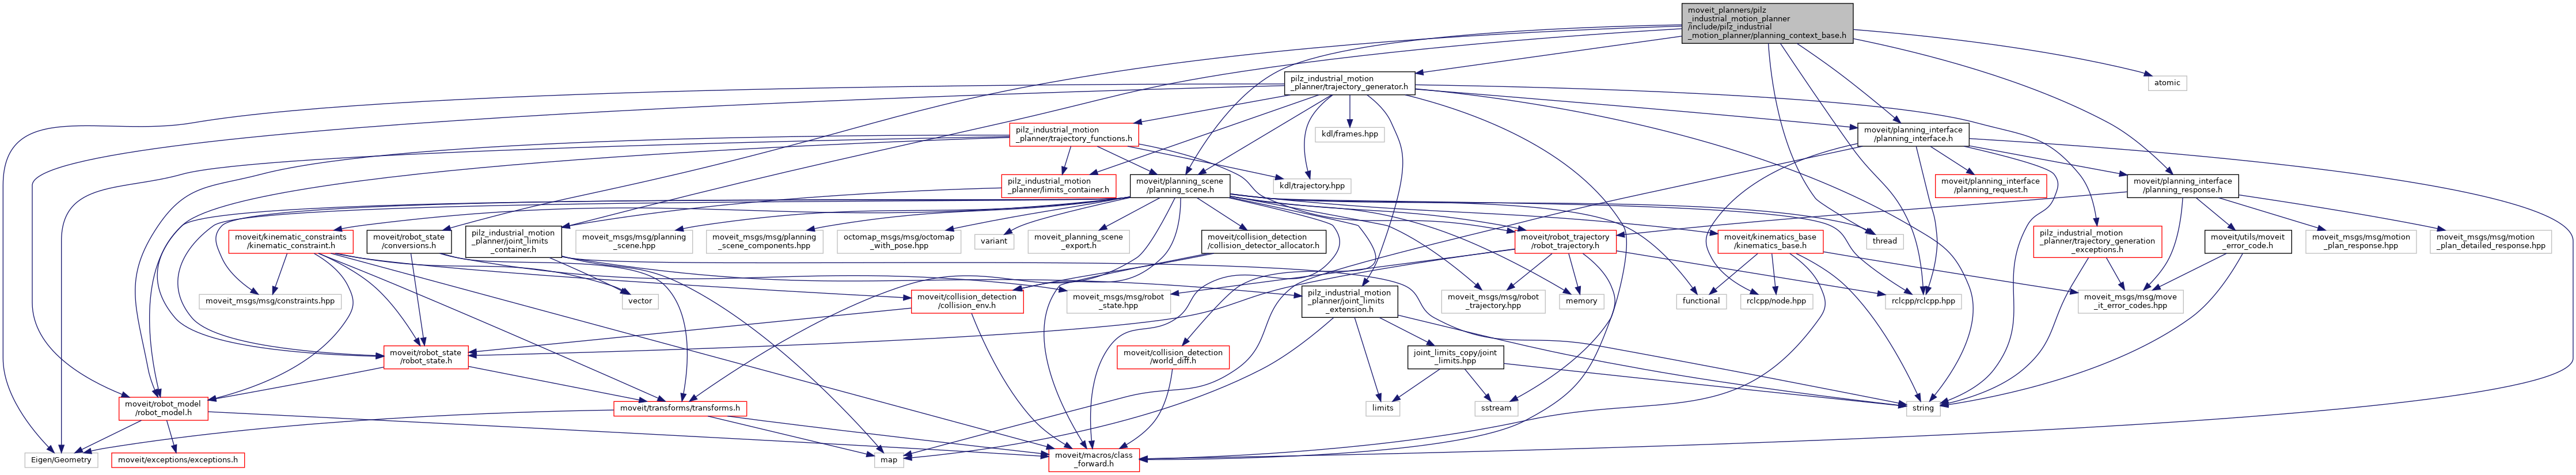 moveit_planners/pilz
_industrial_motion_planner
/include/pilz_industrial
_motion_planner/planning_context_base.h
pilz_industrial_motion
_planner/trajectory_generator.h
atomic
pilz_industrial_motion
_planner/trajectory_functions.h
kdl/frames.hpp
moveit/planning_interface
/planning_interface.h
pilz_industrial_motion
_planner/limits_container.h
moveit/planning_scene
/planning_scene.h
kdl/trajectory.hpp
moveit/planning_interface
/planning_request.h
moveit/planning_interface
/planning_response.h
moveit/kinematic_constraints
/kinematic_constraint.h
moveit/robot_state
/conversions.h
pilz_industrial_motion
_planner/joint_limits
_container.h
moveit_msgs/msg/planning
_scene.hpp
moveit_msgs/msg/planning
_scene_components.hpp
octomap_msgs/msg/octomap
_with_pose.hpp
variant
moveit_planning_scene
_export.h
moveit/collision_detection
/collision_detector_allocator.h
moveit/robot_trajectory
/robot_trajectory.h
moveit/kinematics_base
/kinematics_base.h
thread
pilz_industrial_motion
_planner/trajectory_generation
_exceptions.h
moveit/utils/moveit
_error_code.h
moveit_msgs/msg/motion
_plan_response.hpp
moveit_msgs/msg/motion
_plan_detailed_response.hpp
moveit_msgs/msg/constraints.hpp
vector
moveit/collision_detection
/collision_env.h
moveit_msgs/msg/robot
_state.hpp
pilz_industrial_motion
_planner/joint_limits
_extension.h
moveit_msgs/msg/robot
_trajectory.hpp
memory
functional
rclcpp/node.hpp
rclcpp/rclcpp.hpp
moveit_msgs/msg/move
_it_error_codes.hpp
moveit/robot_state
/robot_state.h
moveit/collision_detection
/world_diff.h
joint_limits_copy/joint
_limits.hpp
moveit/robot_model
/robot_model.h
moveit/transforms/transforms.h
limits
sstream
string
Eigen/Geometry
moveit/exceptions/exceptions.h
map
moveit/macros/class
_forward.h